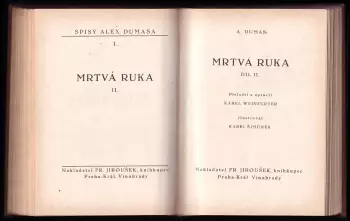 SPISY ALEX. DUMASA
I.
MRTVÁ RUKA
II.
Nakladatel FR. JIROUŠEK, knihkupec
Praha-Král. Vinohrady
A. DUMAS:
MRTVÁ RUKA
DÍL II.
Přeložil a upravil
KAREL WEINFURTER
Ilustroval
KAREL ŠIMŮNEK
Nakladatel FR. JIROUŠEK, knihkupec
Praha-Král. Vinohrady